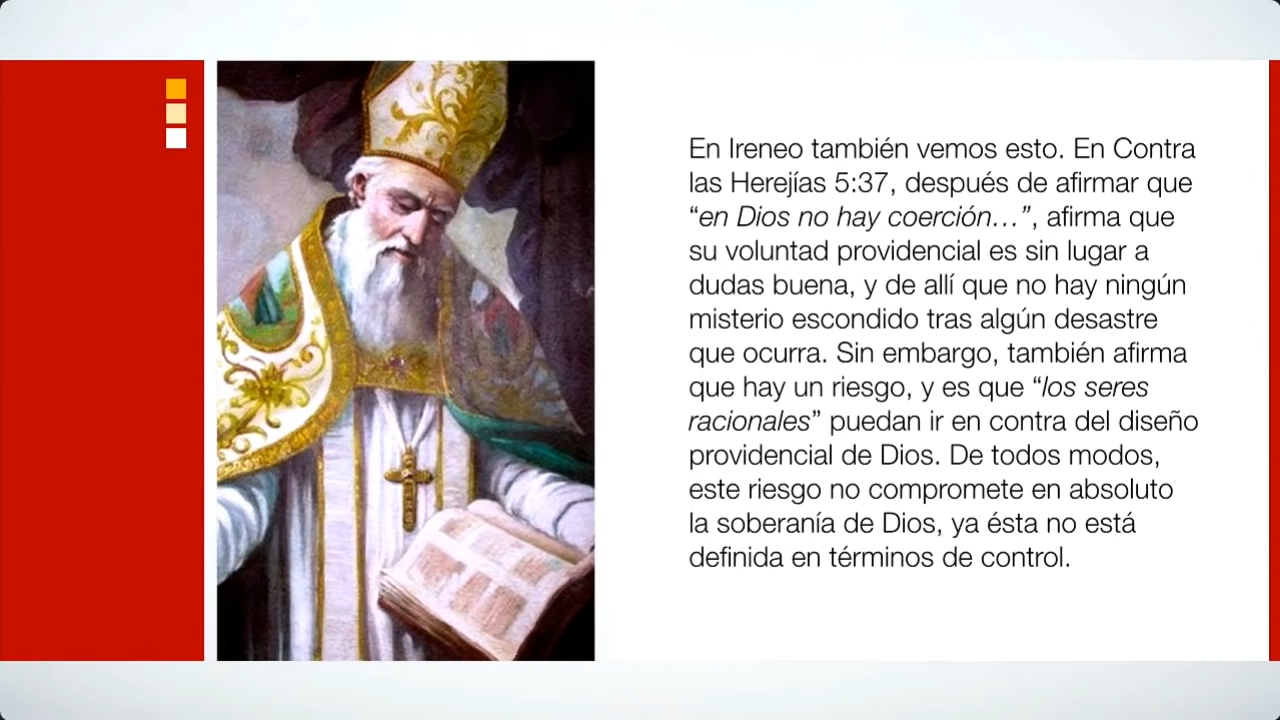 En Ireneo también vemos esto. En Contra
las Herejías 5:37, después de afirmar que
“en Dios no hay coerción…”, afirma que
su voluntad providencial es sin lugar a
dudas buena, y de allí que no hay ningún
misterio escondido tras algún desastre
que ocurra. Sin embargo, también afirma
que hay un riesgo, y es que “los seres
racionales” puedan ir en contra del diseño
providencial de Dios. De todos modos,
este riesgo no compromete en absoluto
la soberanía de Dios, ya ésta no está
definida en términos de control.